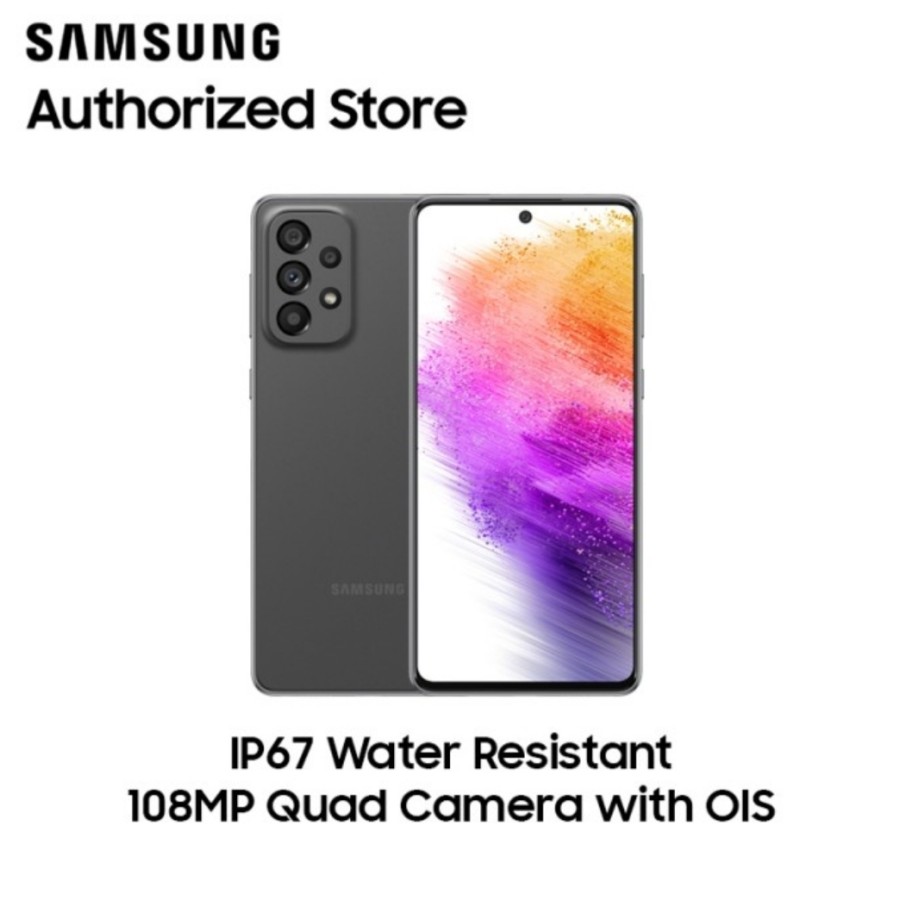 SAMSUNG
Authorized Store
SAMSUNG
IP67 Water Resistant
108MP Quad Camera with OIS